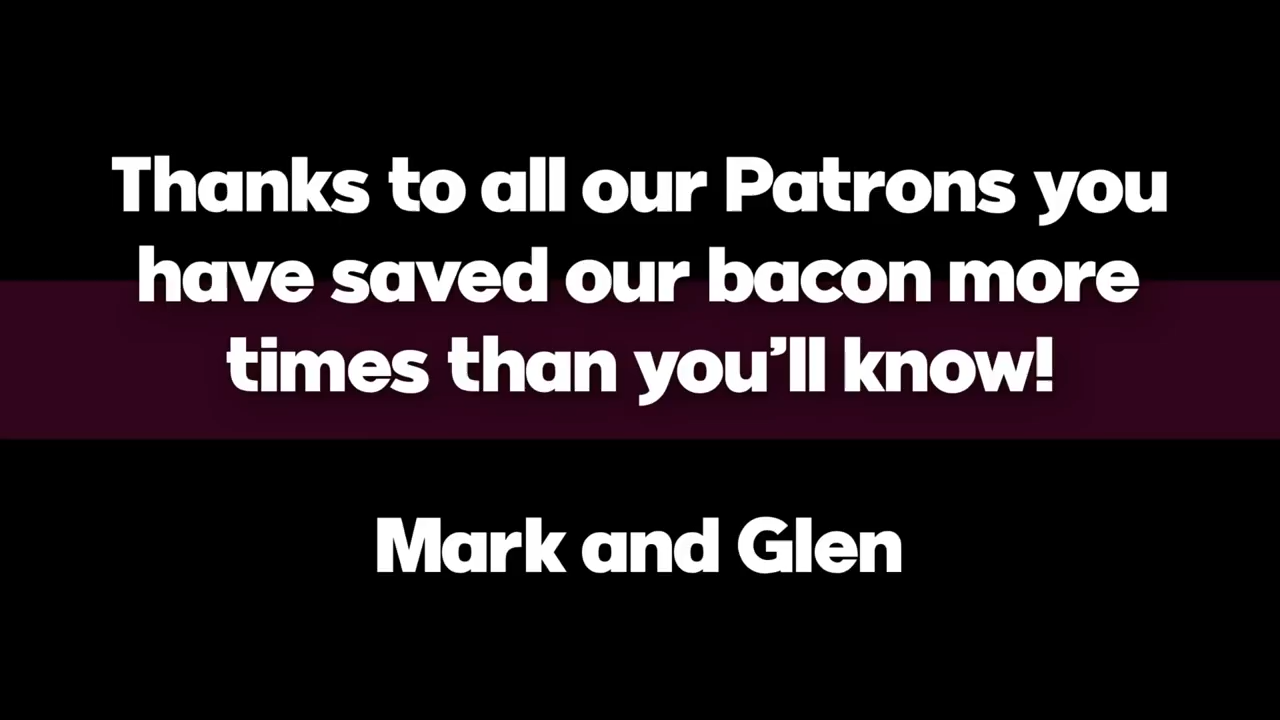 Thanks to all our Patrons you
have saved our bacon more
times than you’ll know!
Mark and Glen